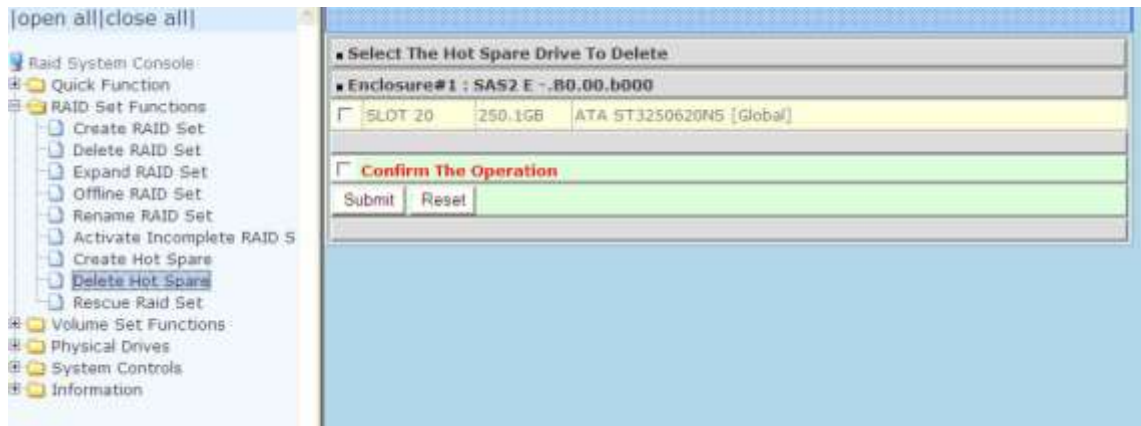 |open all|close all|
Raid System Console
Quick Function
RAID Set Functions
Create RAID Set
Delete RAID Set
Expand RAID Set
Offline RAID Set
Rename RAID Set
Activate Incomplete RAID S
Create Hot Spare
Delete Hot Spare
Rescue Raid Set
Volume Set Functions
Physical Drives
System Controls
Information
Select The Hot Spare Drive To Delete
Enclosure#1 : SAS2 E -.B0.00.b000
SLOT 20 250.1GB ATA ST3250620NS [Global]
Confirm The Operation
Submit Reset